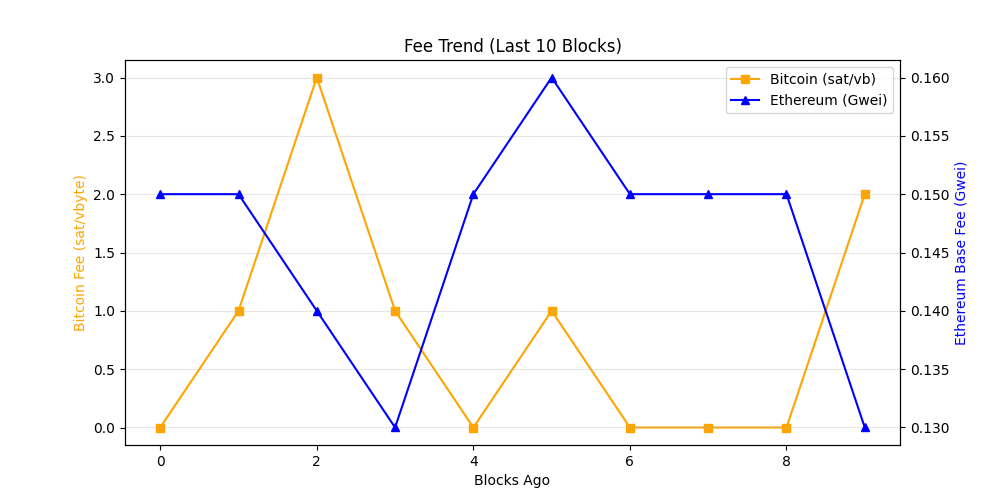 Fee Trend (Last 10 Blocks)
Bitcoin (sat/vb)
Ethereum (Gwei)
Bitcoin Fee (sat/vbyte)
3.0
2.5
2.0
1.5
1.0
0.5
0.0
0.160
0.155
0.150
0.145
0.140
0.135
0.130
Ethereum Base Fee (Gwei)
0 2 4 6 8
Blocks Ago